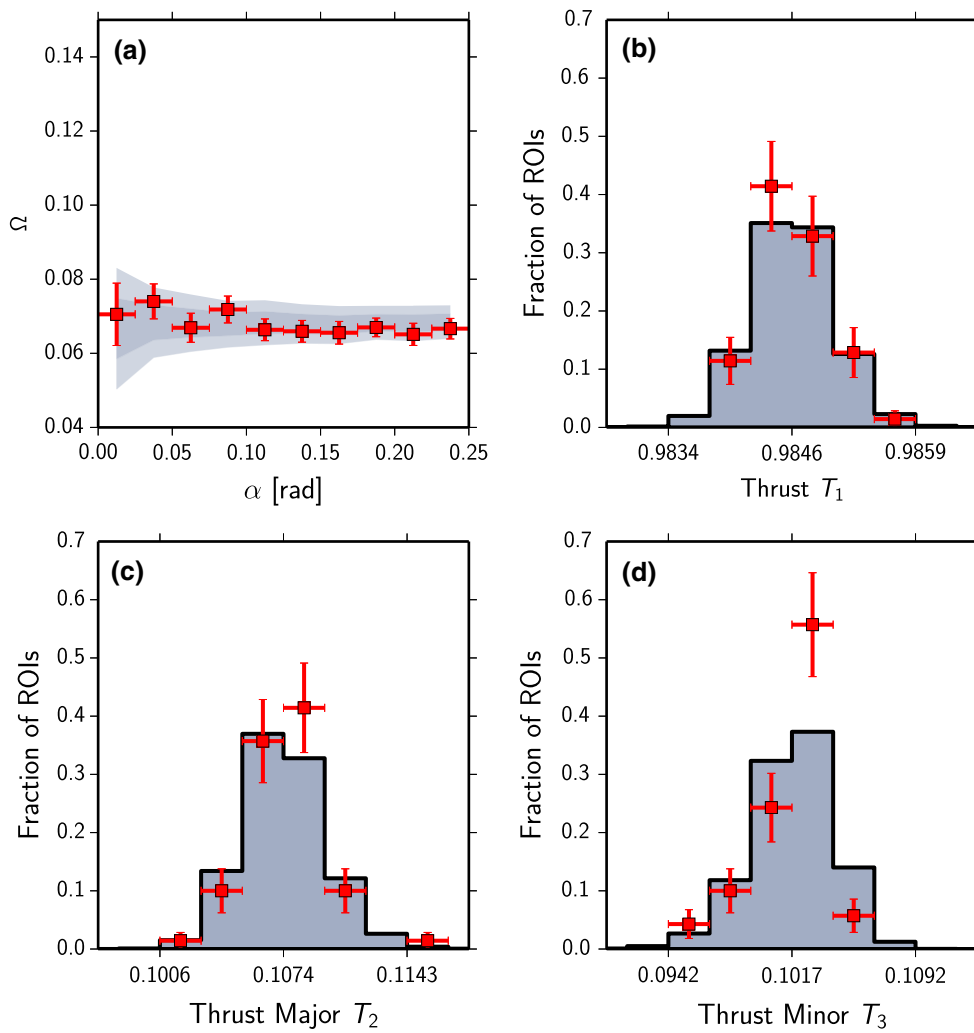 (a)
0.14
0.12
0.10
0.08
0.06
0.04
Ω
0.00 0.05 0.10 0.15 0.20 0.25
α [rad]
(b)
0.7
0.6
0.5
0.4
0.3
0.2
0.1
0.0
Fraction of ROIs
0.9834 0.9846 0.9859
Thrust T₁
(c)
0.7
0.6
0.5
0.4
0.3
0.2
0.1
0.0
Fraction of ROIs
0.1006 0.1074 0.1143
Thrust Major T₂
(d)
0.7
0.6
0.5
0.4
0.3
0.2
0.1
0.0
Fraction of ROIs
0.0942 0.1017 0.1092
Thrust Minor T₃